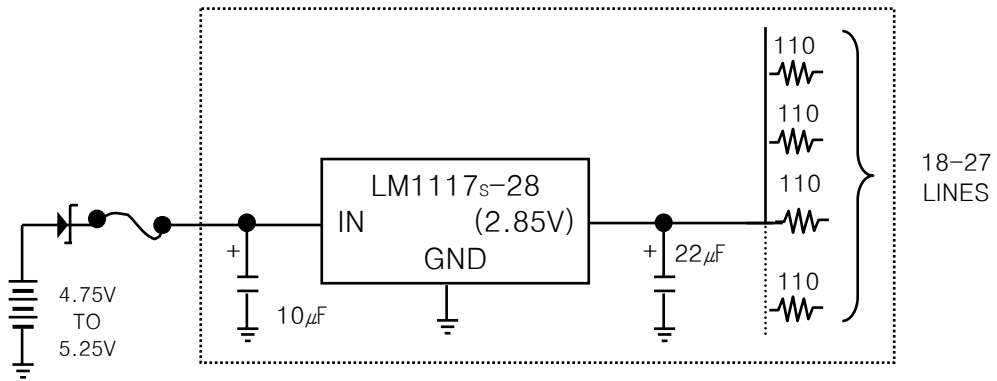 110
110
110
110
18-27
LINES
LM1117S-28
IN
(2.85V)
GND
+
10μF
+
22μF
4.75V
TO
5.25V